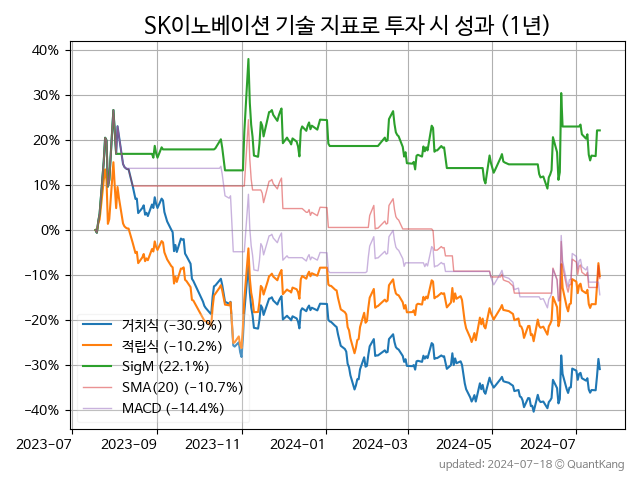 SK이노베이션 기술 지표로 투자 시 성과 (1년)
40%
30%
20%
10%
0%
−10%
−20%
−30%
−40%
거치식 (−30.9%)
적립식 (−10.2%)
SigM (22.1%)
SMA(20) (−10.7%)
MACD (−14.4%)
2023-07
2023-09
2023-11
2024-01
2024-03
2024-05
2024-07
updated: 2024-07-18 ⓒ QuantKang